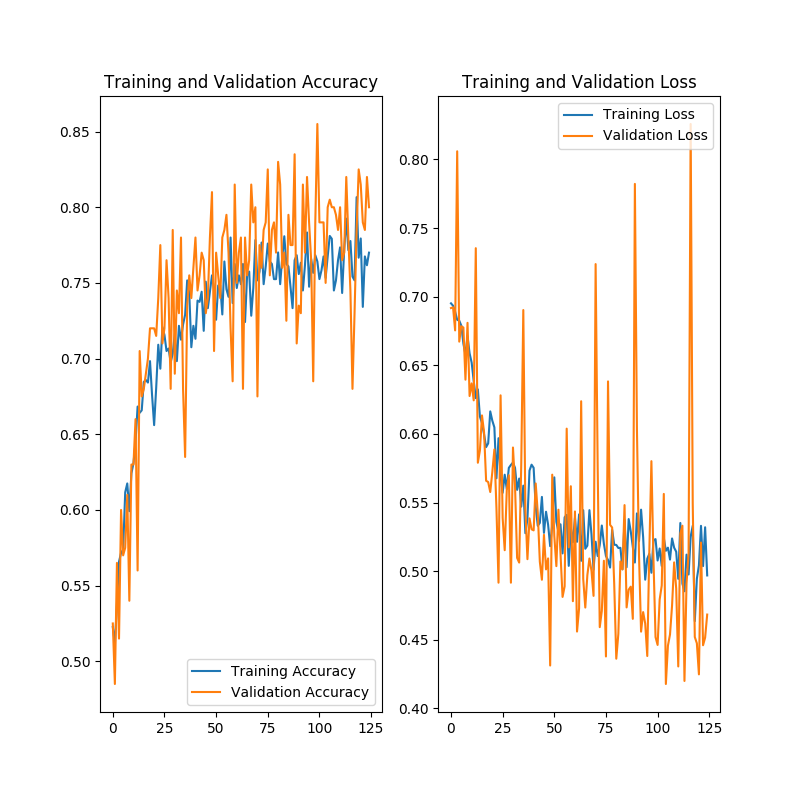 Training and Validation Accuracy
0.85
0.80
0.75
0.70
0.65
0.60
0.55
0.50
Training Accuracy
Validation Accuracy
0 25 50 75 100 125
Training and Validation Loss
Training Loss
Validation Loss
0.80
0.75
0.70
0.65
0.60
0.55
0.50
0.45
0.40
0 25 50 75 100 125